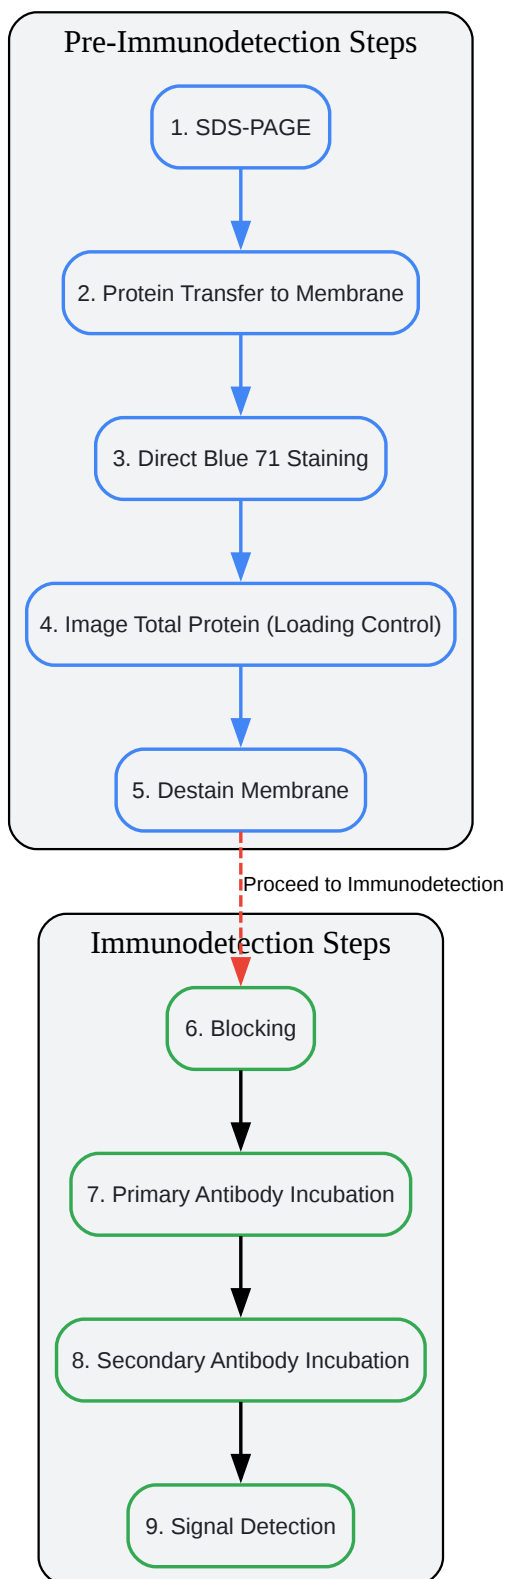 Pre-Immunodetection Steps
1. SDS-PAGE
2. Protein Transfer to Membrane
3. Direct Blue 71 Staining
4. Image Total Protein (Loading Control)
5. Destain Membrane
Proceed to Immunodetection
Immunodetection Steps
6. Blocking
7. Primary Antibody Incubation
8. Secondary Antibody Incubation
9. Signal Detection